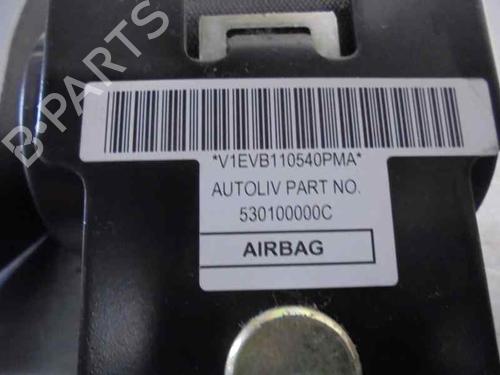 B-PARTS
*V1EVB110540PMA*
AUTOLIV PART NO.
530100000C
AIRBAG